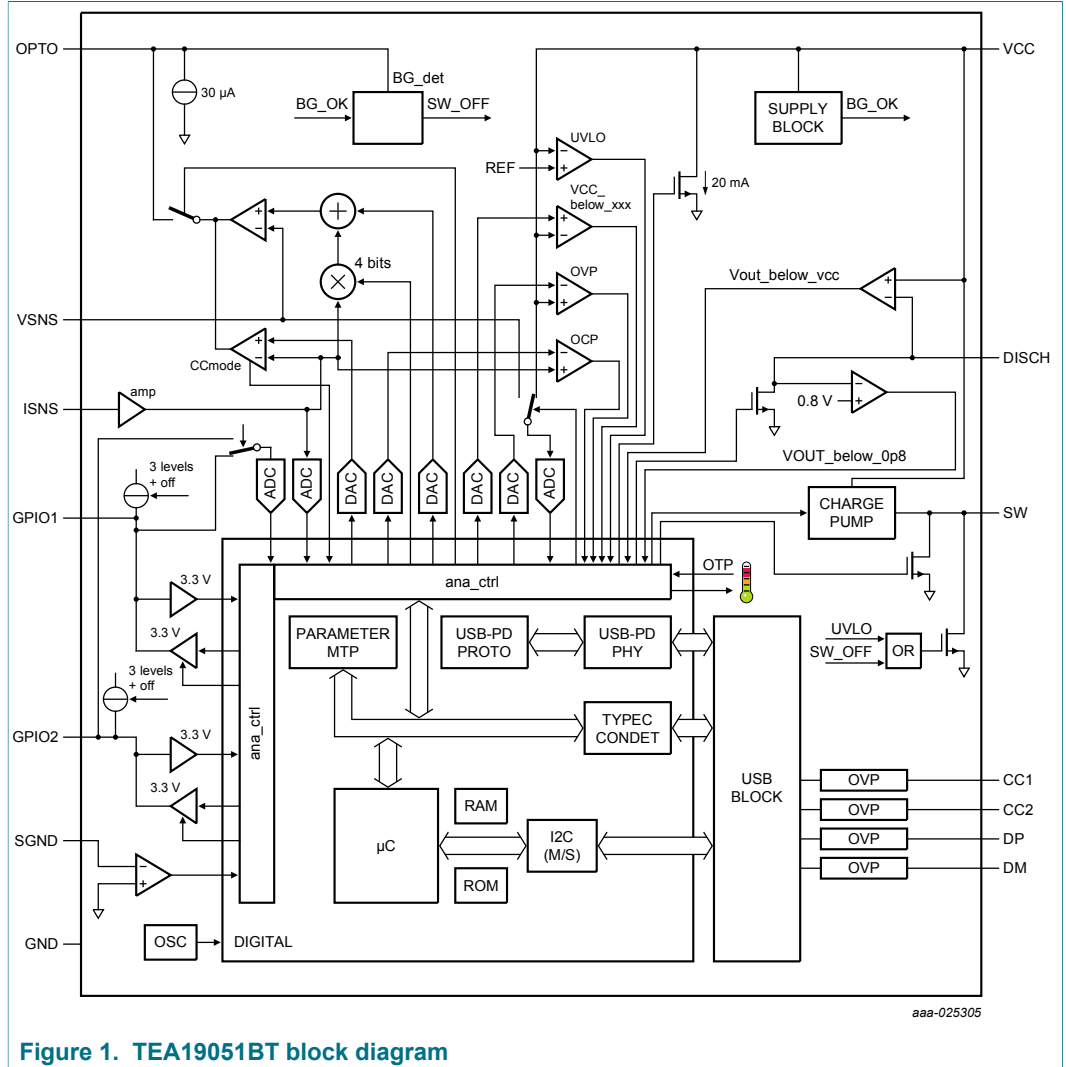 OPTO
VCC
30 µA
BG_det
BG_OK
SW_OFF
SUPPLY
BLOCK
BG_OK
UVLO
REF
20 mA
VCC_
below_xxx
4 bits
OVP
Vout_below_vcc
VSNS
OCP
CCmode
DISCH
amp
ISNS
0.8 V
VOUT_below_0p8
3 levels
+ off
ADC
ADC
DAC
DAC
DAC
DAC
DAC
ADC
GPIO1
CHARGE
PUMP
SW
OTP
ana_ctrl
3.3 V
3.3 V
PARAMETER
MTP
USB-PD
PROTO
USB-PD
PHY
UVLO
SW_OFF
OR
3 levels
+ off
ana_ctrl
GPIO2
3.3 V
3.3 V
TYPEC
CONDET
USB
BLOCK
OVP
CC1
OVP
CC2
OVP
DP
OVP
DM
RAM
µC
I2C
(M/S)
ROM
SGND
GND
OSC
DIGITAL
aaa-025305
Figure 1. TEA19051BT block diagram